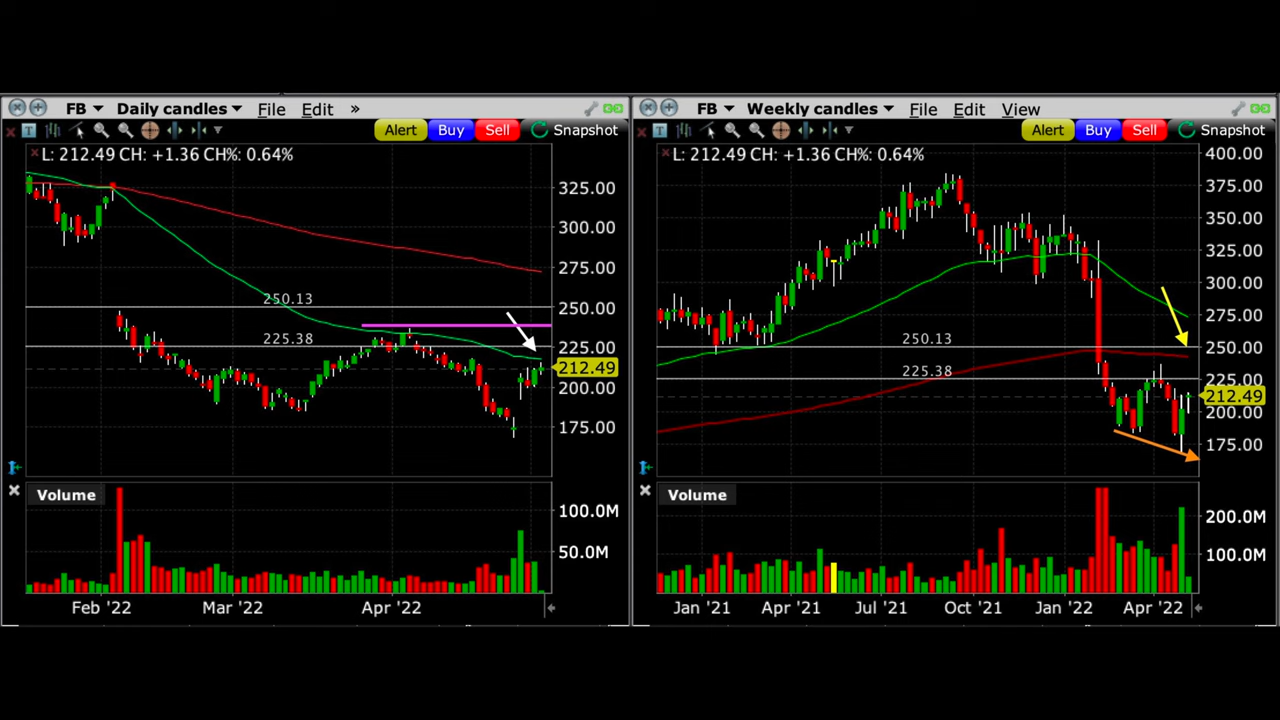 FB Daily candles File Edit »
Alert Buy Sell Snapshot
L: 212.49 CH: +1.36 CH%: 0.64%
325.00
300.00
275.00
250.13
250.00
225.38
225.00
212.49
200.00
175.00
Volume
100.0M
50.0M
Feb '22 Mar '22 Apr '22
FB Weekly candles File Edit View
T
Alert Buy Sell Snapshot
L: 212.49 CH: +1.36 CH%: 0.64%
400.00
375.00
350.00
325.00
300.00
275.00
250.13
250.00
225.38
225.00
212.49
200.00
175.00
Volume
200.0M
100.0M
Jan '21 Apr '21 Jul '21 Oct '21 Jan '22 Apr '22